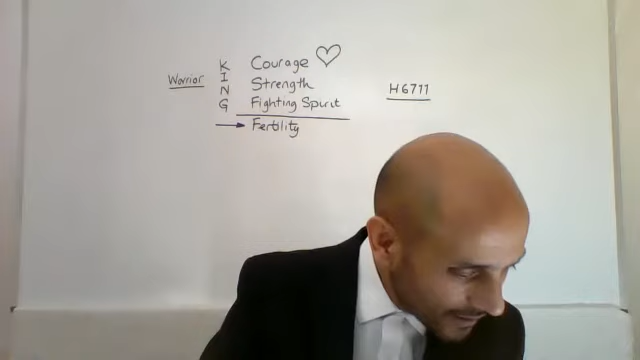 Warrior
K
I
N
G
Courage
Strength
Fighting Spirit
Fertility
H6711